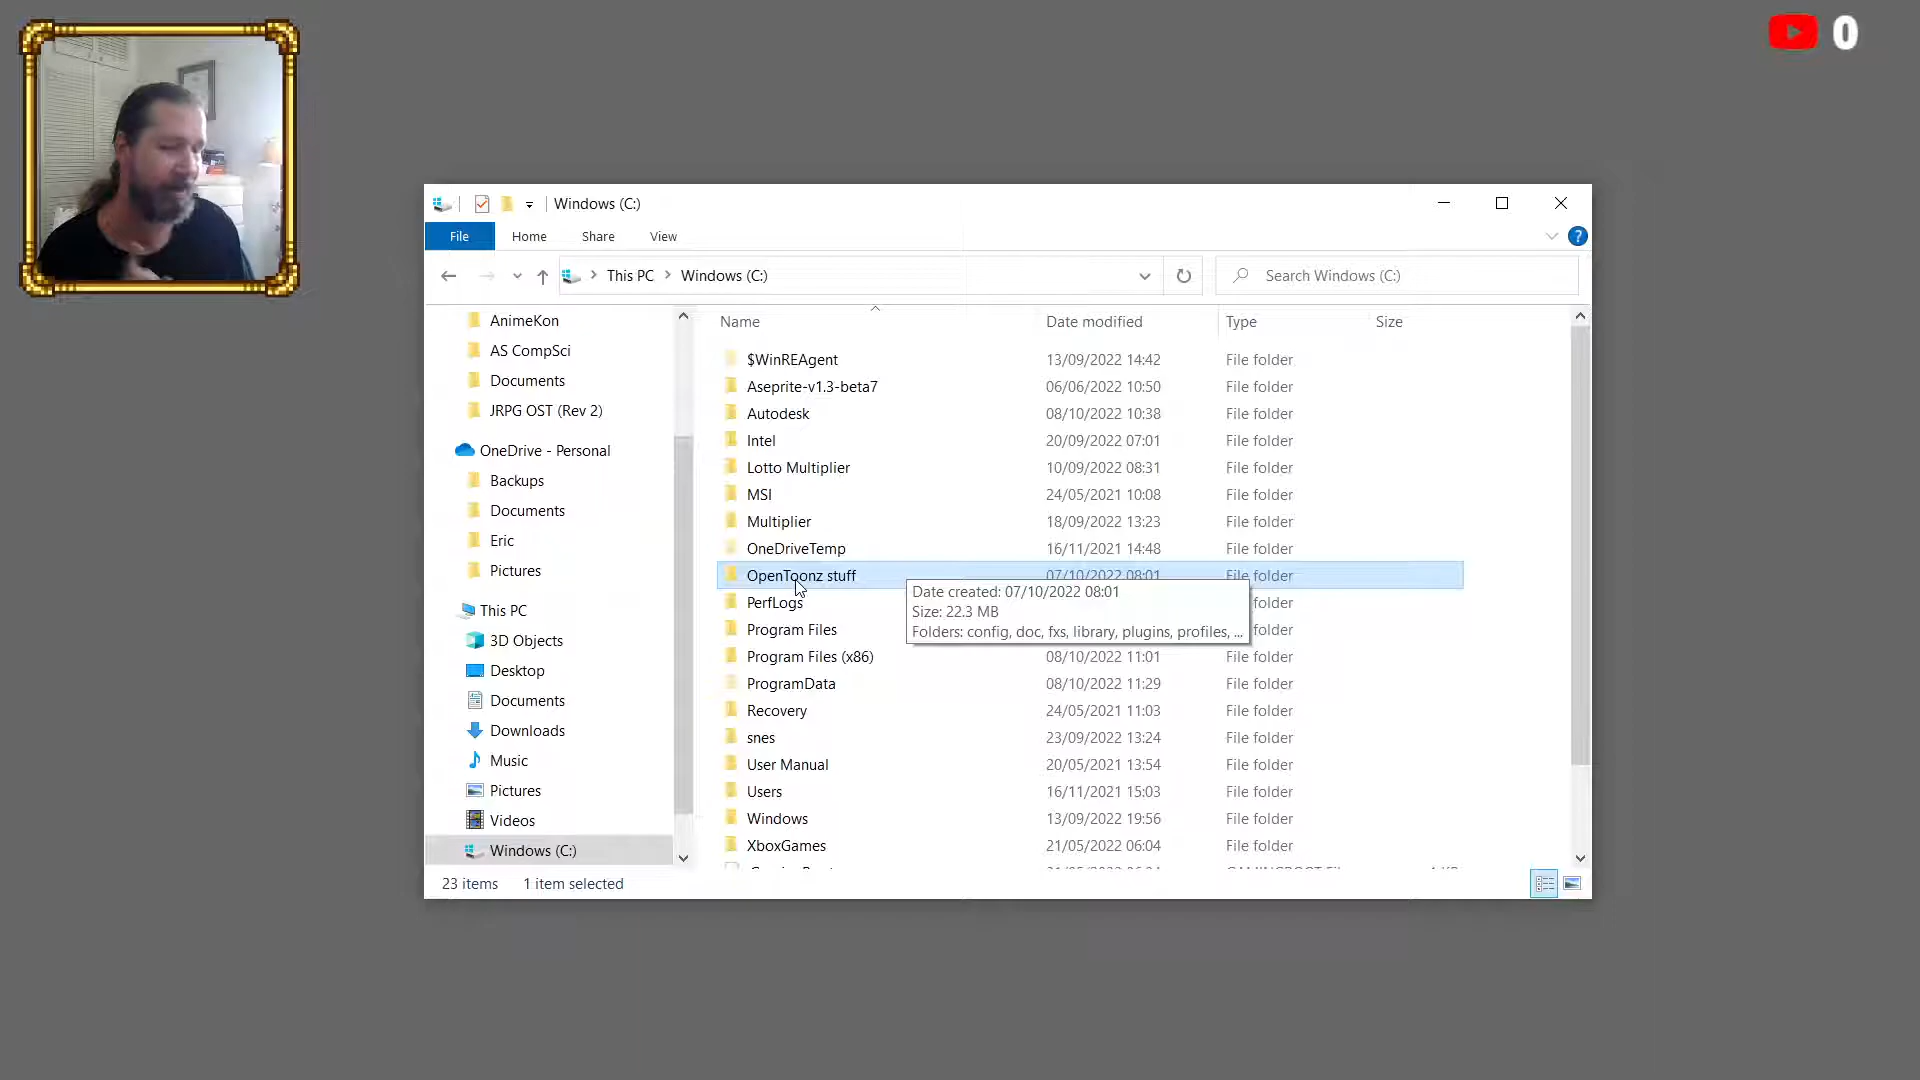 0
Windows (C:)
File Home Share View
This PC Windows (C:)
Search Windows (C:)
Name Date modified Type Size
AnimeKon
AS CompSci
Documents
JRPG OST (Rev 2)
OneDrive - Personal
Backups
Documents
Eric
Pictures
This PC
3D Objects
Desktop
Documents
Downloads
Music
Pictures
Videos
Windows (C:)
$WinREAgent 13/09/2022 14:42 File folder
Aseprite-v1.3-beta7 06/06/2022 10:50 File folder
Autodesk 08/10/2022 10:38 File folder
Intel 20/09/2022 07:01 File folder
Lotto Multiplier 10/09/2022 08:31 File folder
MSI 24/05/2021 10:08 File folder
Multiplier 18/09/2022 13:23 File folder
OneDriveTemp 16/11/2021 14:48 File folder
OpenToonz stuff 07/10/2022 08:01 File folder
Date created: 07/10/2022 08:01
Size: 22.3 MB
Folders: config, doc, fxs, library, plugins, profiles, ...
PerfLogs folder
Program Files folder
Program Files (x86) 08/10/2022 11:01 File folder
ProgramData 08/10/2022 11:29 File folder
Recovery 24/05/2021 11:03 File folder
snes 23/09/2022 13:24 File folder
User Manual 20/05/2021 13:54 File folder
Users 16/11/2021 15:03 File folder
Windows 13/09/2022 19:56 File folder
XboxGames 21/05/2022 06:04 File folder
23 items 1 item selected